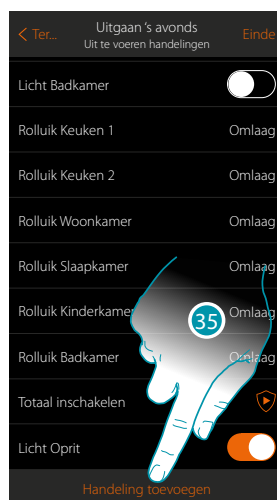 < Ter... Uitgaan ‘s avonds Einde
Uit te voeren handelingen
Licht Badkamer
Rolluik Keuken 1 Omlaag
Rolluik Keuken 2 Omlaag
Rolluik Woonkamer Omlaag
Rolluik Slaapkamer Omlaag
Rolluik Kinderkamer Omlaag
35
Rolluik Badkamer Omlaag
Totaal inschakelen
Licht Oprit
Handeling toevoegen